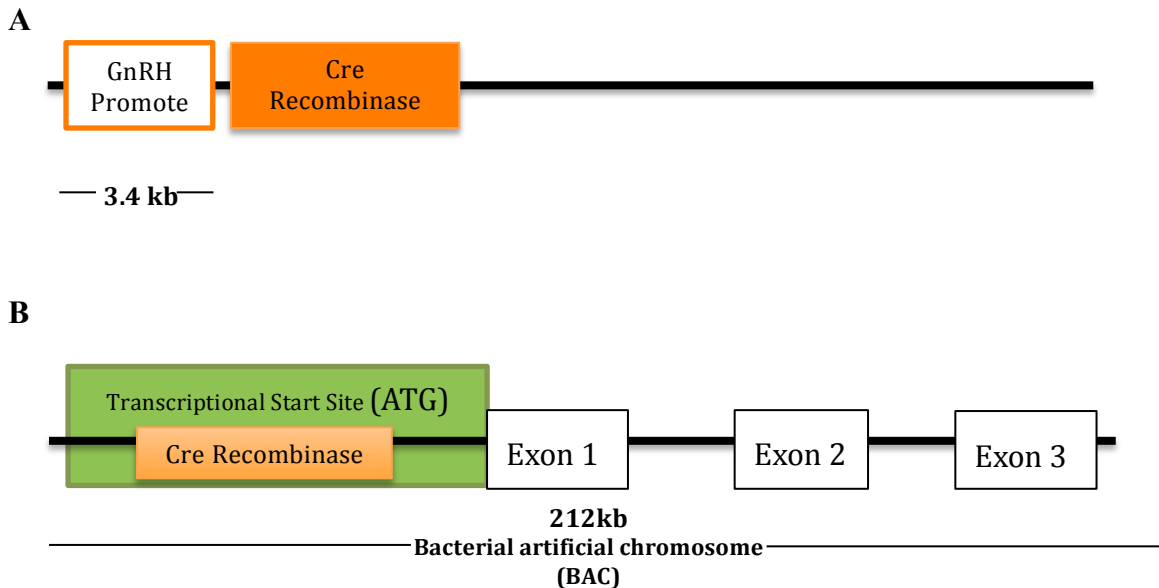 A
GnRH
Promote
Cre
Recombinase
3.4 kb
B
Transcriptional Start Site (ATG)
Cre Recombinase
Exon 1
Exon 2
Exon 3
212kb
Bacterial artificial chromosome
(BAC)